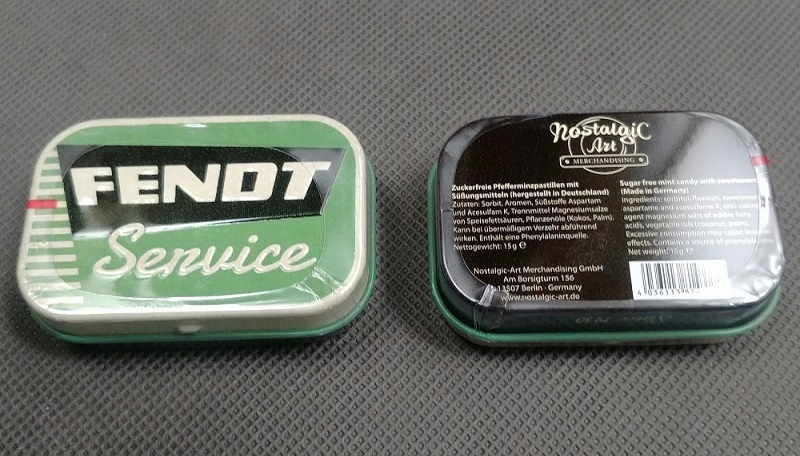 FENDT
Service
Nostalgic
Art
MERCHANDISING
Zuckerfreie Pfefferminzpastillen mit
Süßungsmitteln (hergestellt in Deutschland)
Zutaten: Sorbit, Aromen, Süßstoffe Aspartam
und Acesulfam K, Trennmittel Magnesiumsalze
von Speisefettsäuren, Pflanzenöle (Kokos, Palm).
Kann bei übermäßigem Verzehr abführend
wirken. Enthält eine Phenylalaninquelle.
Nettogewicht: 15g e
Sugar free mint candy with sweeteners
(Made in Germany)
Ingredients: sorbitol, flavours, sweeteners
aspartame and acesulfame K, anti-caking
agent magnesium salts of edible fatty
acids, vegetable oils (coconut, palm).
Excessive consumption may cause laxative
effects. Contains a source of phenylalanine.
Net weight: 15g e
Nostalgic-Art Merchandising GmbH
Am Borsigturm 156
13507 Berlin · Germany
www.nostalgic-art.de